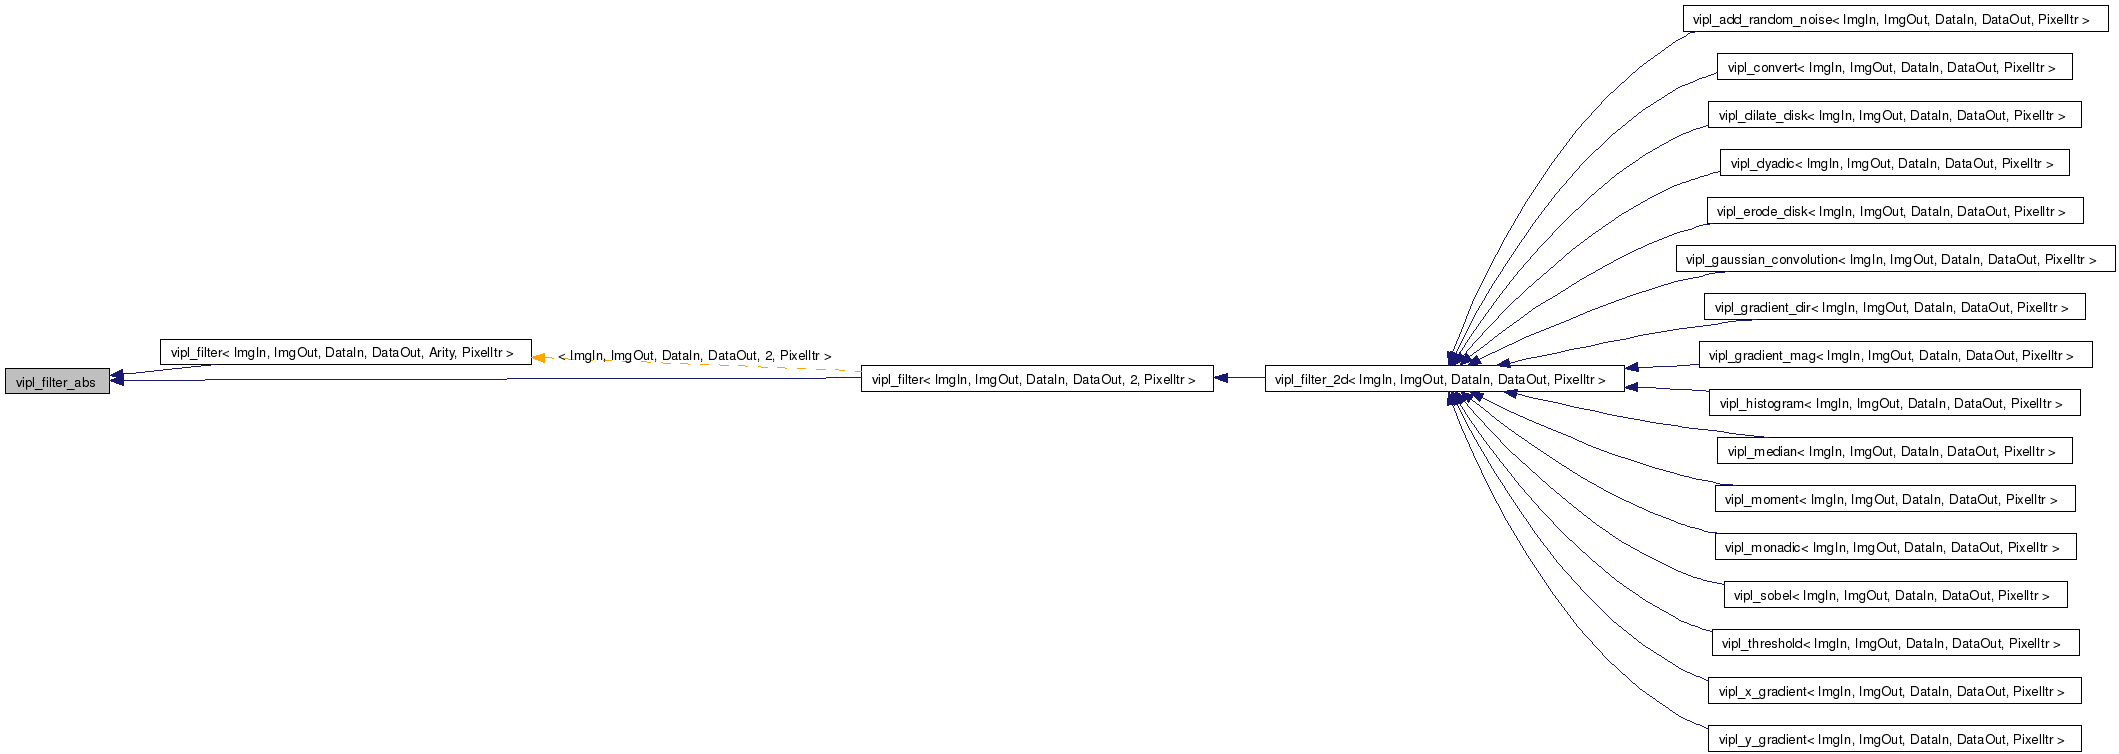 vipl_filter_abs
vipl_filter< ImgIn, ImgOut, DataIn, DataOut, Arity, PixelItr >
< ImgIn, ImgOut, DataIn, DataOut, 2, PixelItr >
vipl_filter< ImgIn, ImgOut, DataIn, DataOut, 2, PixelItr >
vipl_filter_2d< ImgIn, ImgOut, DataIn, DataOut, PixelItr >
vipl_add_random_noise< ImgIn, ImgOut, DataIn, DataOut, PixelItr >
vipl_convert< ImgIn, ImgOut, DataIn, DataOut, PixelItr >
vipl_dilate_disk< ImgIn, ImgOut, DataIn, DataOut, PixelItr >
vipl_dyadic< ImgIn, ImgOut, DataIn, DataOut, PixelItr >
vipl_erode_disk< ImgIn, ImgOut, DataIn, DataOut, PixelItr >
vipl_gaussian_convolution< ImgIn, ImgOut, DataIn, DataOut, PixelItr >
vipl_gradient_dir< ImgIn, ImgOut, DataIn, DataOut, PixelItr >
vipl_gradient_mag< ImgIn, ImgOut, DataIn, DataOut, PixelItr >
vipl_histogram< ImgIn, ImgOut, DataIn, DataOut, PixelItr >
vipl_median< ImgIn, ImgOut, DataIn, DataOut, PixelItr >
vipl_moment< ImgIn, ImgOut, DataIn, DataOut, PixelItr >
vipl_monadic< ImgIn, ImgOut, DataIn, DataOut, PixelItr >
vipl_sobel< ImgIn, ImgOut, DataIn, DataOut, PixelItr >
vipl_threshold< ImgIn, ImgOut, DataIn, DataOut, PixelItr >
vipl_x_gradient< ImgIn, ImgOut, DataIn, DataOut, PixelItr >
vipl_y_gradient< ImgIn, ImgOut, DataIn, DataOut, PixelItr >